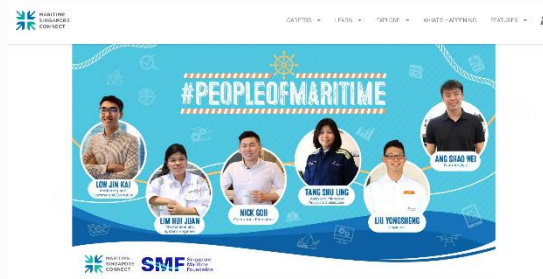 MARITIME
SINGAPORE
CONNECT
CAREERS
LEARN
EXPLORE
WHAT'S HAPPENING
FEATURES
#PEOPLEOFMARITIME
LOW JIN KAI
LIM HUI JUAN
NICK GOH
TANG SHU LING
LIU YONGSHENG
ANG SHAO WEI
MARITIME
SINGAPORE
CONNECT
SMF Singapore
Maritime
Foundation